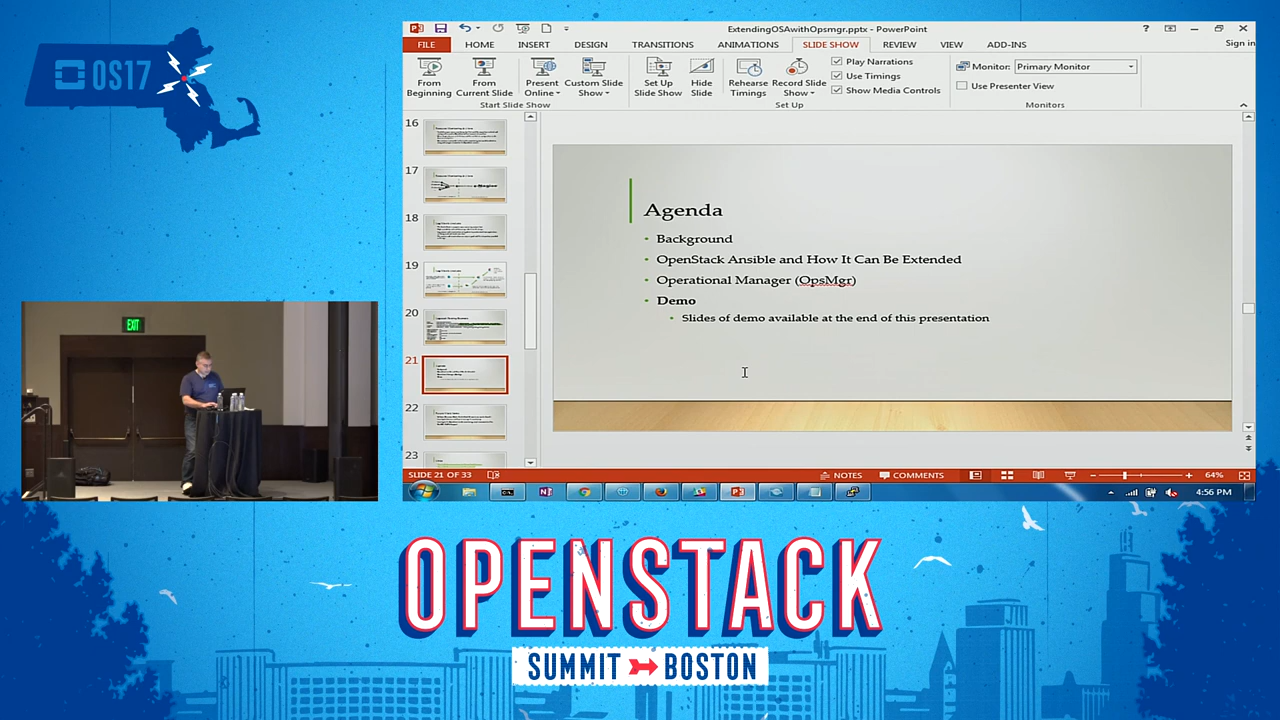 OS17
EXIT
ExtendingOSAwithOpsmgr.pptx - PowerPoint
Sign in
FILE HOME INSERT DESIGN TRANSITIONS ANIMATIONS SLIDE SHOW REVIEW VIEW ADD-INS
From Beginning
From Current Slide
Present Online
Custom Slide Show
Start Slide Show
Set Up Slide Show
Hide Slide
Rehearse Timings
Record Slide Show
Play Narrations
Use Timings
Show Media Controls
Set Up
Monitor: Primary Monitor
Use Presenter View
Monitors
16
17
18
19
20
21
22
23
Agenda
• Background
• OpenStack Ansible and How It Can Be Extended
• Operational Manager (OpsMgr)
• Demo
• Slides of demo available at the end of this presentation
SLIDE 21 OF 33
NOTES COMMENTS 64%
4:56 PM
OPENSTACK
SUMMIT BOSTON